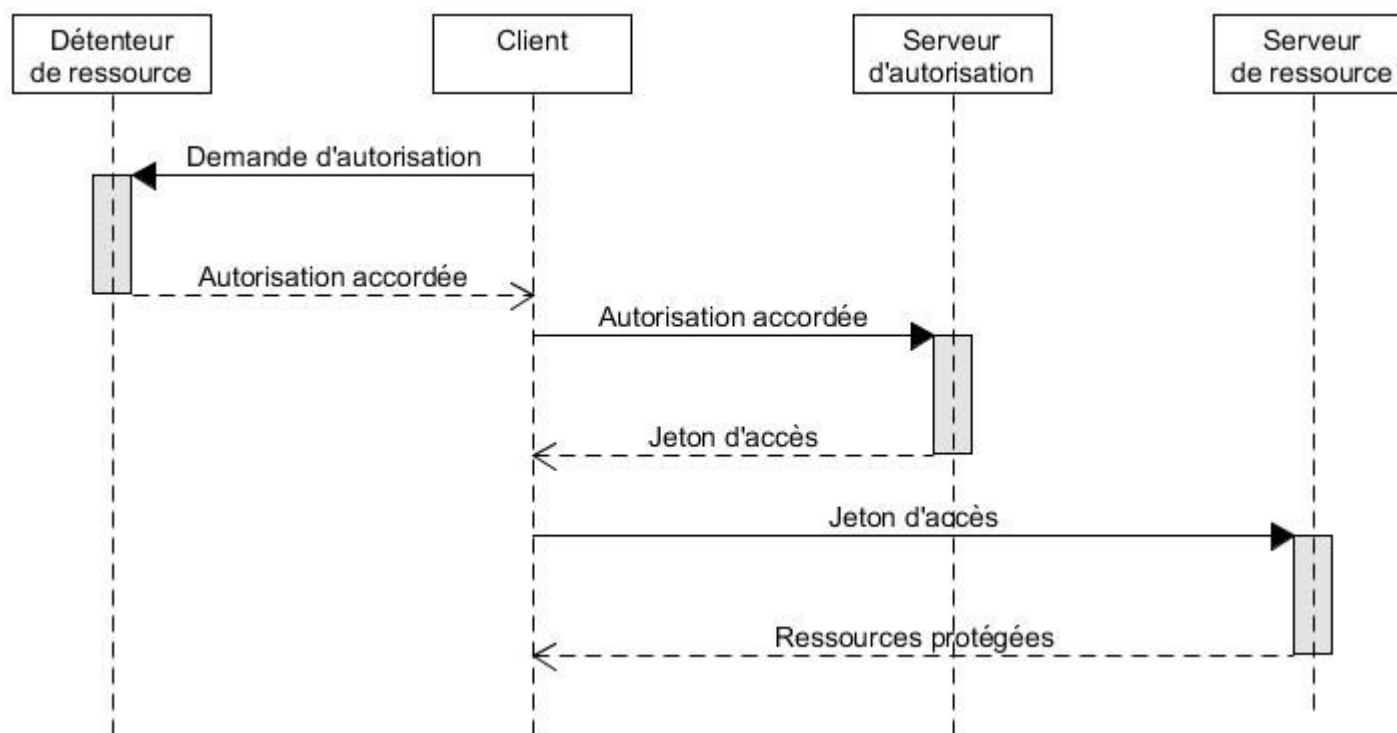 Détenteur
de ressource
Client
Serveur
d'autorisation
Serveur
de ressource
Demande d'autorisation
Autorisation accordée
Autorisation accordée
Jeton d'accès
Jeton d'accès
Ressources protégées